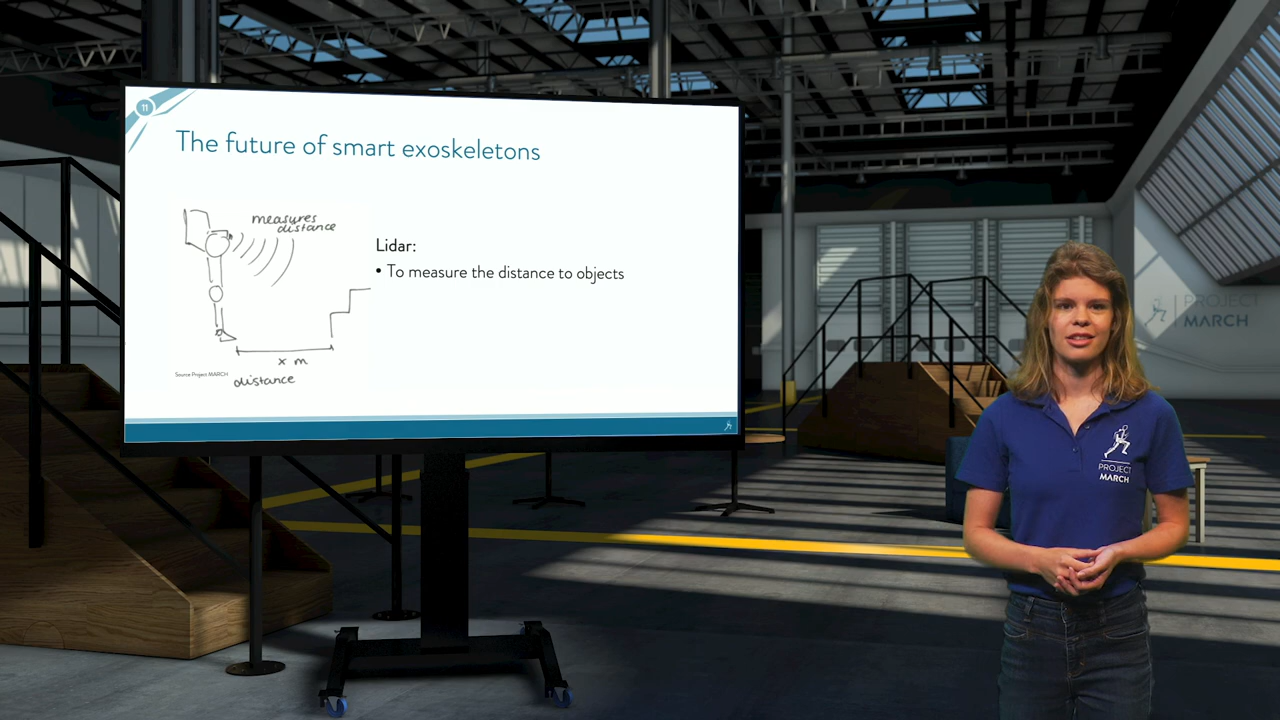 11
The future of smart exoskeletons
measures
distance
Lidar:
• To measure the distance to objects
x m
Source Project MARCH
distance
PROJECT
MARCH
PROJECT
MARCH